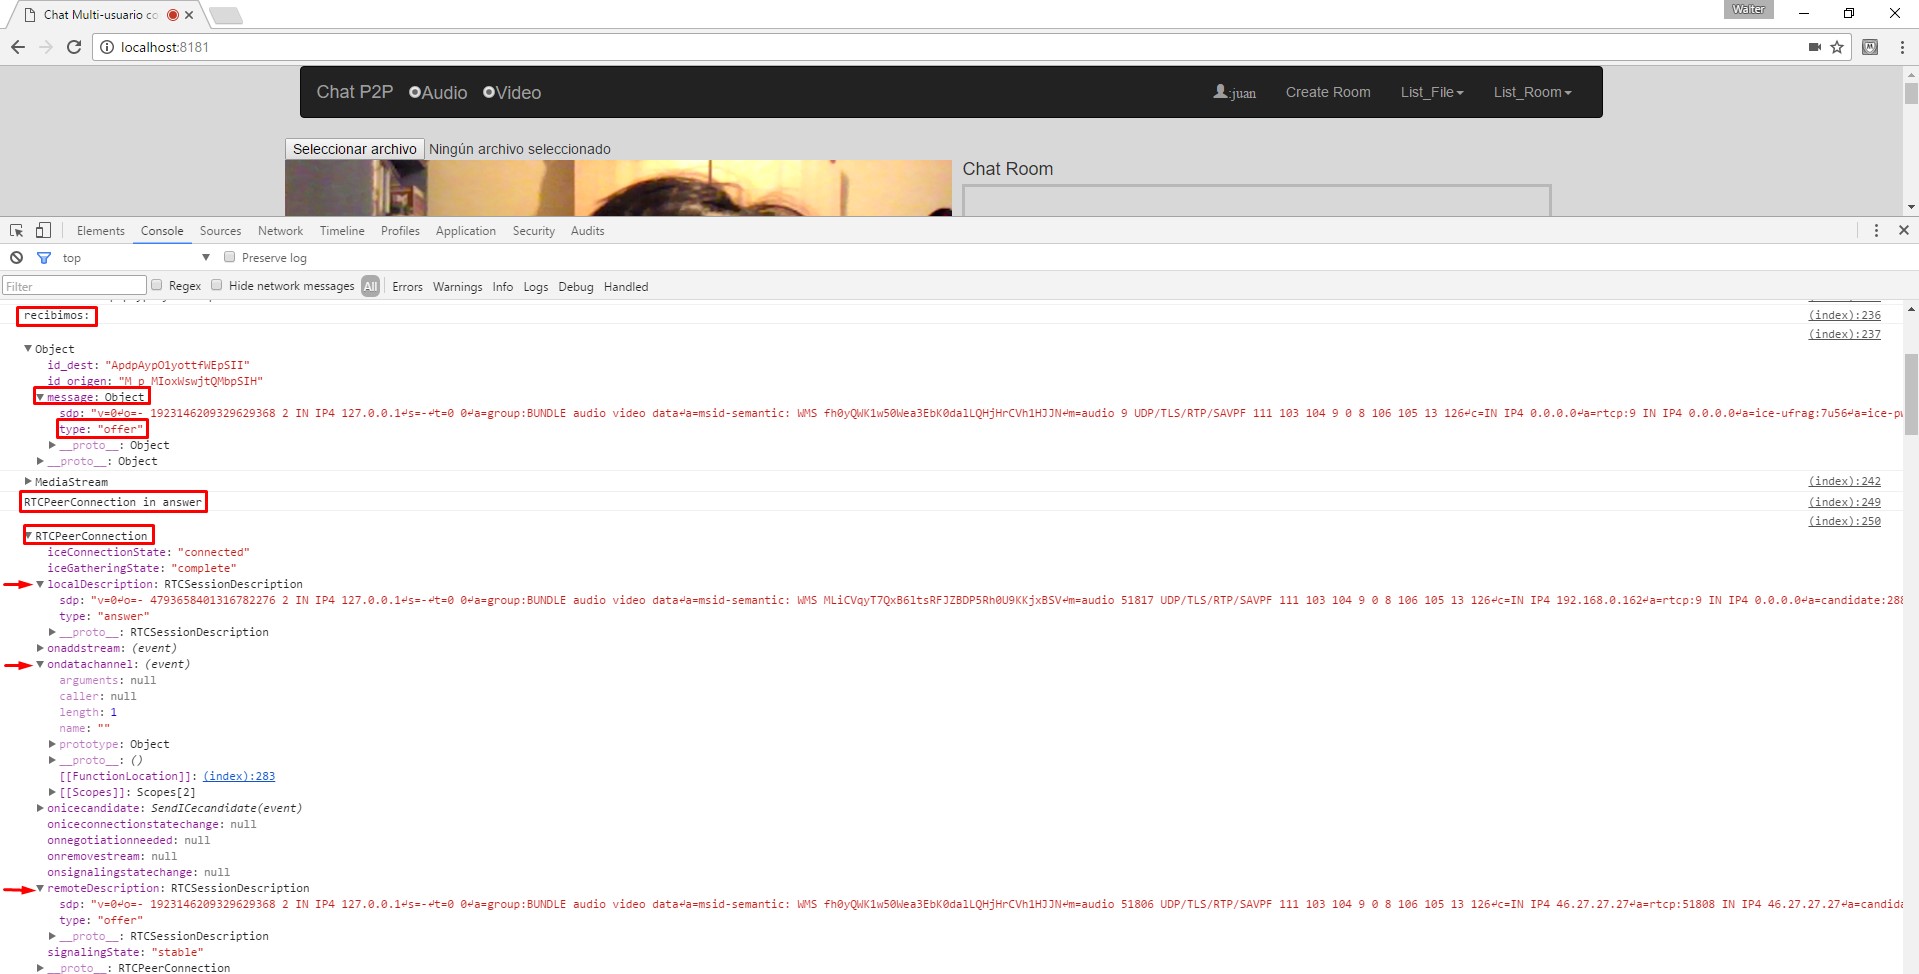 Chat Multi-usuario co
Walter
localhost:8181
Chat P2P Audio Video :juan Create Room List_File List_Room
Seleccionar archivo Ningún archivo seleccionado
Chat Room
Elements Console Sources Network Timeline Profiles Application Security Audits
top Preserve log
Filter Regex Hide network messages All Errors Warnings Info Logs Debug Handled
recibimos: (index):236
(index):237
Object
id_dest: "ApdpAypO1yottfWEpSII"
id_origen: "M_p_MIoxWswjtQMbpSIH"
message: Object
sdp: "v=0↵o=- 1923146209329629368 2 IN IP4 127.0.0.1↵s=-↵t=0 0↵a=group:BUNDLE audio video data↵a=msid-semantic: WMS fh0yQWK1w50Wea3EbK0dalLQHjHrCVh1HJJN↵m=audio 9 UDP/TLS/RTP/SAVPF 111 103 104 9 0 8 106 105 13 126↵c=IN IP4 0.0.0.0↵a=rtcp:9 IN IP4 0.0.0.0↵a=ice-ufrag:7u56↵a=ice-pw
type: "offer"
__proto__: Object
__proto__: Object
MediaStream (index):242
RTCPeerConnection in answer (index):249
(index):250
RTCPeerConnection
iceConnectionState: "connected"
iceGatheringState: "complete"
localDescription: RTCSessionDescription
sdp: "v=0↵o=- 4793658401316782276 2 IN IP4 127.0.0.1↵s=-↵t=0 0↵a=group:BUNDLE audio video data↵a=msid-semantic: WMS MLiCVqyT7QxB6ltsRFJZBDP5Rh0U9KKjxBSV↵m=audio 51817 UDP/TLS/RTP/SAVPF 111 103 104 9 0 8 106 105 13 126↵c=IN IP4 192.168.0.162↵a=rtcp:9 IN IP4 0.0.0.0↵a=candidate:288
type: "answer"
__proto__: RTCSessionDescription
onaddstream: (event)
ondatachannel: (event)
arguments: null
caller: null
length: 1
name: ""
prototype: Object
__proto__: ()
[[FunctionLocation]]: (index):283
[[Scopes]]: Scopes[2]
onicecandidate: SendICecandidate(event)
oniceconnectionstatechange: null
onnegotiationneeded: null
onremovestream: null
onsignalingstatechange: null
remoteDescription: RTCSessionDescription
sdp: "v=0↵o=- 1923146209329629368 2 IN IP4 127.0.0.1↵s=-↵t=0 0↵a=group:BUNDLE audio video data↵a=msid-semantic: WMS fh0yQWK1w50Wea3EbK0dalLQHjHrCVh1HJJN↵m=audio 51806 UDP/TLS/RTP/SAVPF 111 103 104 9 0 8 106 105 13 126↵c=IN IP4 46.27.27.27↵a=rtcp:51808 IN IP4 46.27.27.27↵a=candida
type: "offer"
__proto__: RTCSessionDescription
signalingState: "stable"
__proto__: RTCPeerConnection